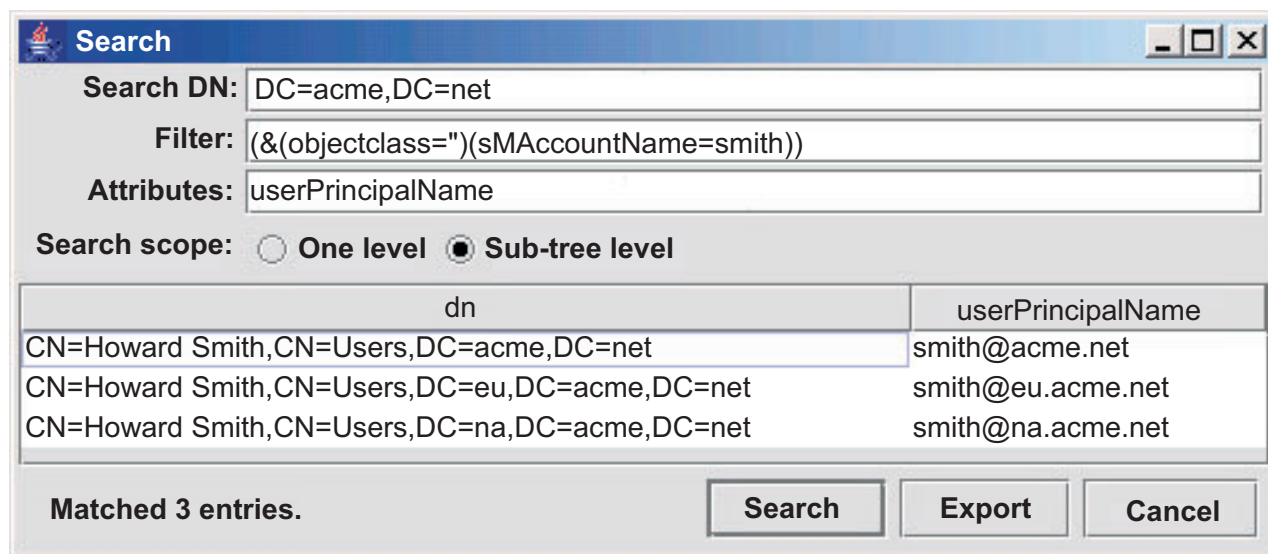 Search
Search DN: DC=acme,DC=net
Filter: (&(objectclass=")(sMAccountName=smith))
Attributes: userPrincipalName
Search scope: One level Sub-tree level
dn userPrincipalName
CN=Howard Smith,CN=Users,DC=acme,DC=net smith@acme.net
CN=Howard Smith,CN=Users,DC=eu,DC=acme,DC=net smith@eu.acme.net
CN=Howard Smith,CN=Users,DC=na,DC=acme,DC=net smith@na.acme.net
Matched 3 entries. Search Export Cancel